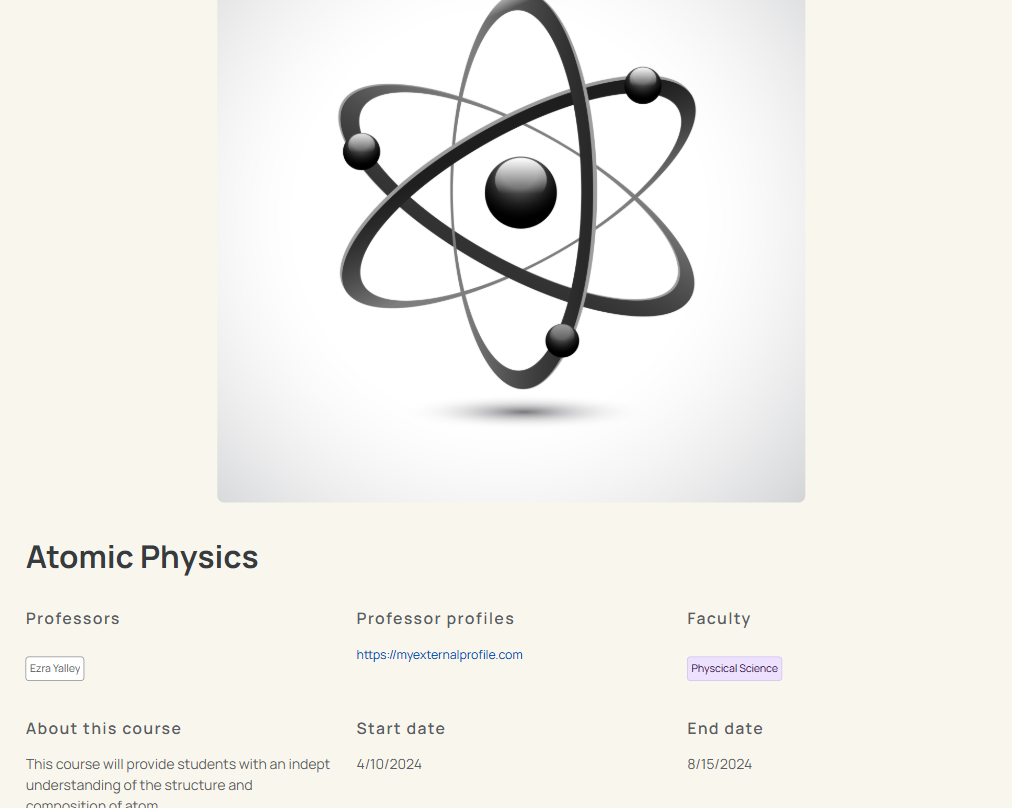 Atomic Physics
Professors
Professor profiles
Faculty
Ezra Yalley
https://myexternalprofile.com
Physcical Science
About this course
Start date
End date
This course will provide students with an indept
understanding of the structure and
composition of atom
4/10/2024
8/15/2024